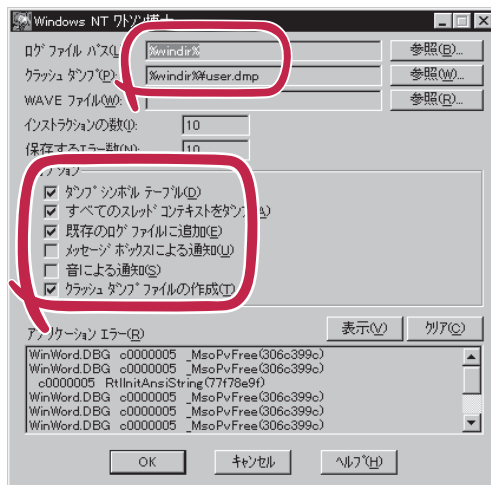 Windows NT ワトソン博士
ログ ファイル パス(L
%windir%
参照(B)...
クラッシュ ダンプ(P):
%windir%¥user.dmp
参照(W)...
WAVE ファイル(W):
参照(R)...
インストラクションの数(I):
10
保存するエラー数(N):
10
オプション
ダンプ シンボル テーブル(D)
すべてのスレッド コンテキストをダンプ(A)
既存のログ ファイルに追加(E)
メッセージ ボックスによる通知(U)
音による通知(S)
クラッシュ ダンプ ファイルの作成(T)
アプリケーション エラー(R)
表示(V)
クリア(C)
WinWord.DBG c0000005 _MsoPvFree(306c399c)
WinWord.DBG c0000005 _MsoPvFree(306c399c)
c0000005 RtlInitAnsiString(77f78e9f)
WinWord.DBG c0000005 _MsoPvFree(306c399c)
WinWord.DBG c0000005 _MsoPvFree(306c399c)
WinWord.DBG c0000005 _MsoPvFree(306c399c)
OK
キャンセル
ヘルプ(H)